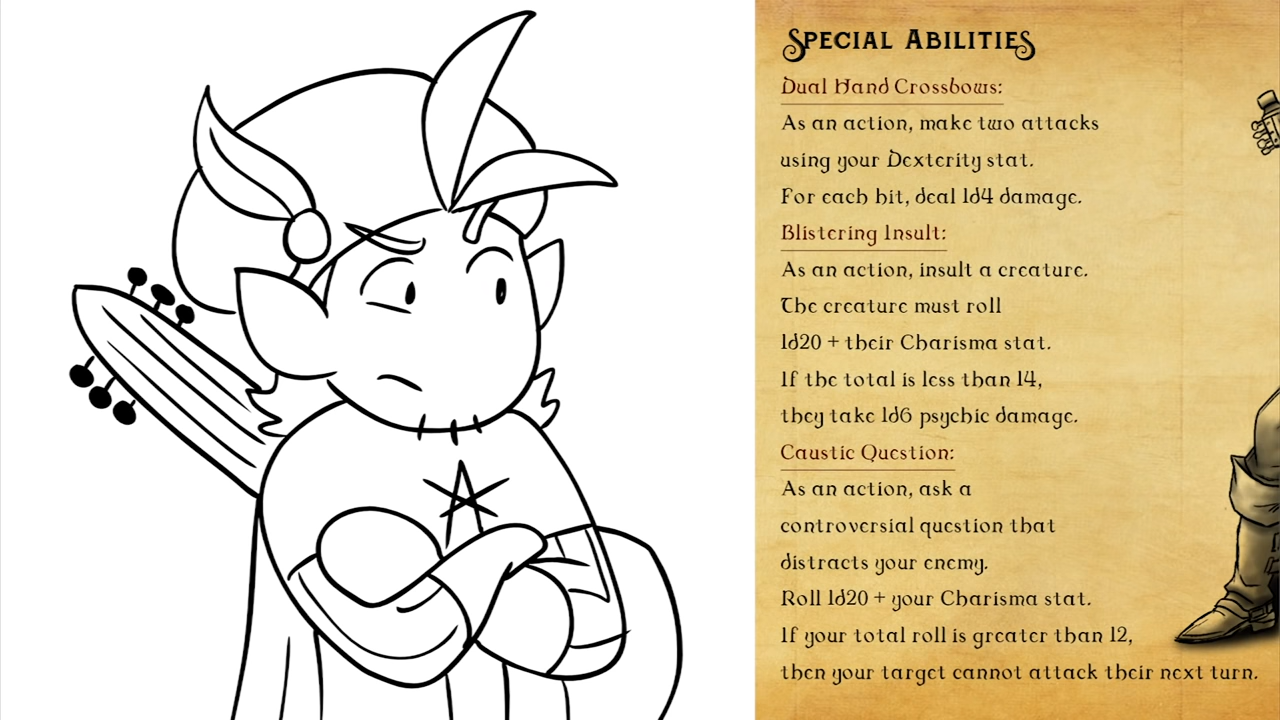 Special Abilities
Dual Hand Crossbows:
As an action, make two attacks
using your Dexterity stat.
For each hit, deal 1d4 damage.
Blistering Insult:
As an action, insult a creature.
The creature must roll
1d20 + their Charisma stat.
If the total is less than 14,
they take 1d6 psychic damage.
Caustic Question:
As an action, ask a
controversial question that
distracts your enemy.
Roll 1d20 + your Charisma stat.
If your total roll is greater than 12,
then your target cannot attack their next turn.